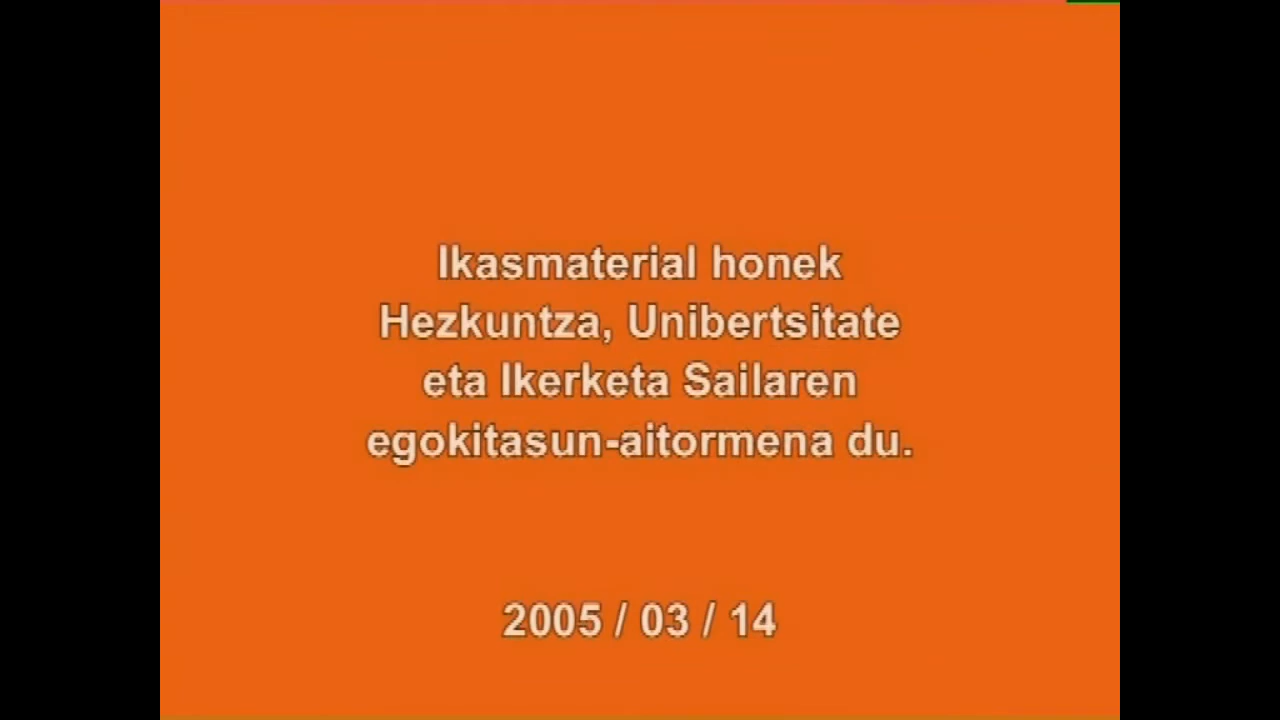 Ikasmaterial honek
Hezkuntza, Unibertsitate
eta Ikerketa Sailaren
egokitasun-aitormena du.
2005 / 03 / 14